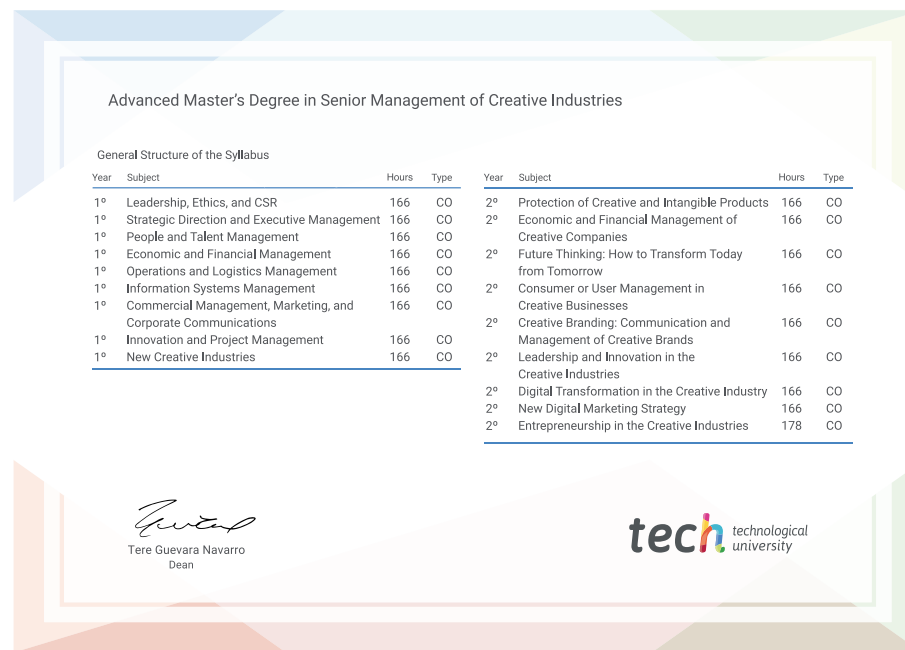 Advanced Master's Degree in Senior Management of Creative Industries
General Structure of the Syllabus
Year Subject Hours Type
1º Leadership, Ethics, and CSR 166 CO
1º Strategic Direction and Executive Management 166 CO
1º People and Talent Management 166 CO
1º Economic and Financial Management 166 CO
1º Operations and Logistics Management 166 CO
1º Information Systems Management 166 CO
1º Commercial Management, Marketing, and 166 CO
Corporate Communications
1º Innovation and Project Management 166 CO
1º New Creative Industries 166 CO
Year Subject Hours Type
2º Protection of Creative and Intangible Products 166 CO
2º Economic and Financial Management of 166 CO
Creative Companies
2º Future Thinking: How to Transform Today 166 CO
from Tomorrow
2º Consumer or User Management in 166 CO
Creative Businesses
2º Creative Branding: Communication and 166 CO
Management of Creative Brands
2º Leadership and Innovation in the 166 CO
Creative Industries
2º Digital Transformation in the Creative Industry 166 CO
2º New Digital Marketing Strategy 166 CO
2º Entrepreneurship in the Creative Industries 178 CO
Tere Guevara Navarro
Dean
tech technological
university